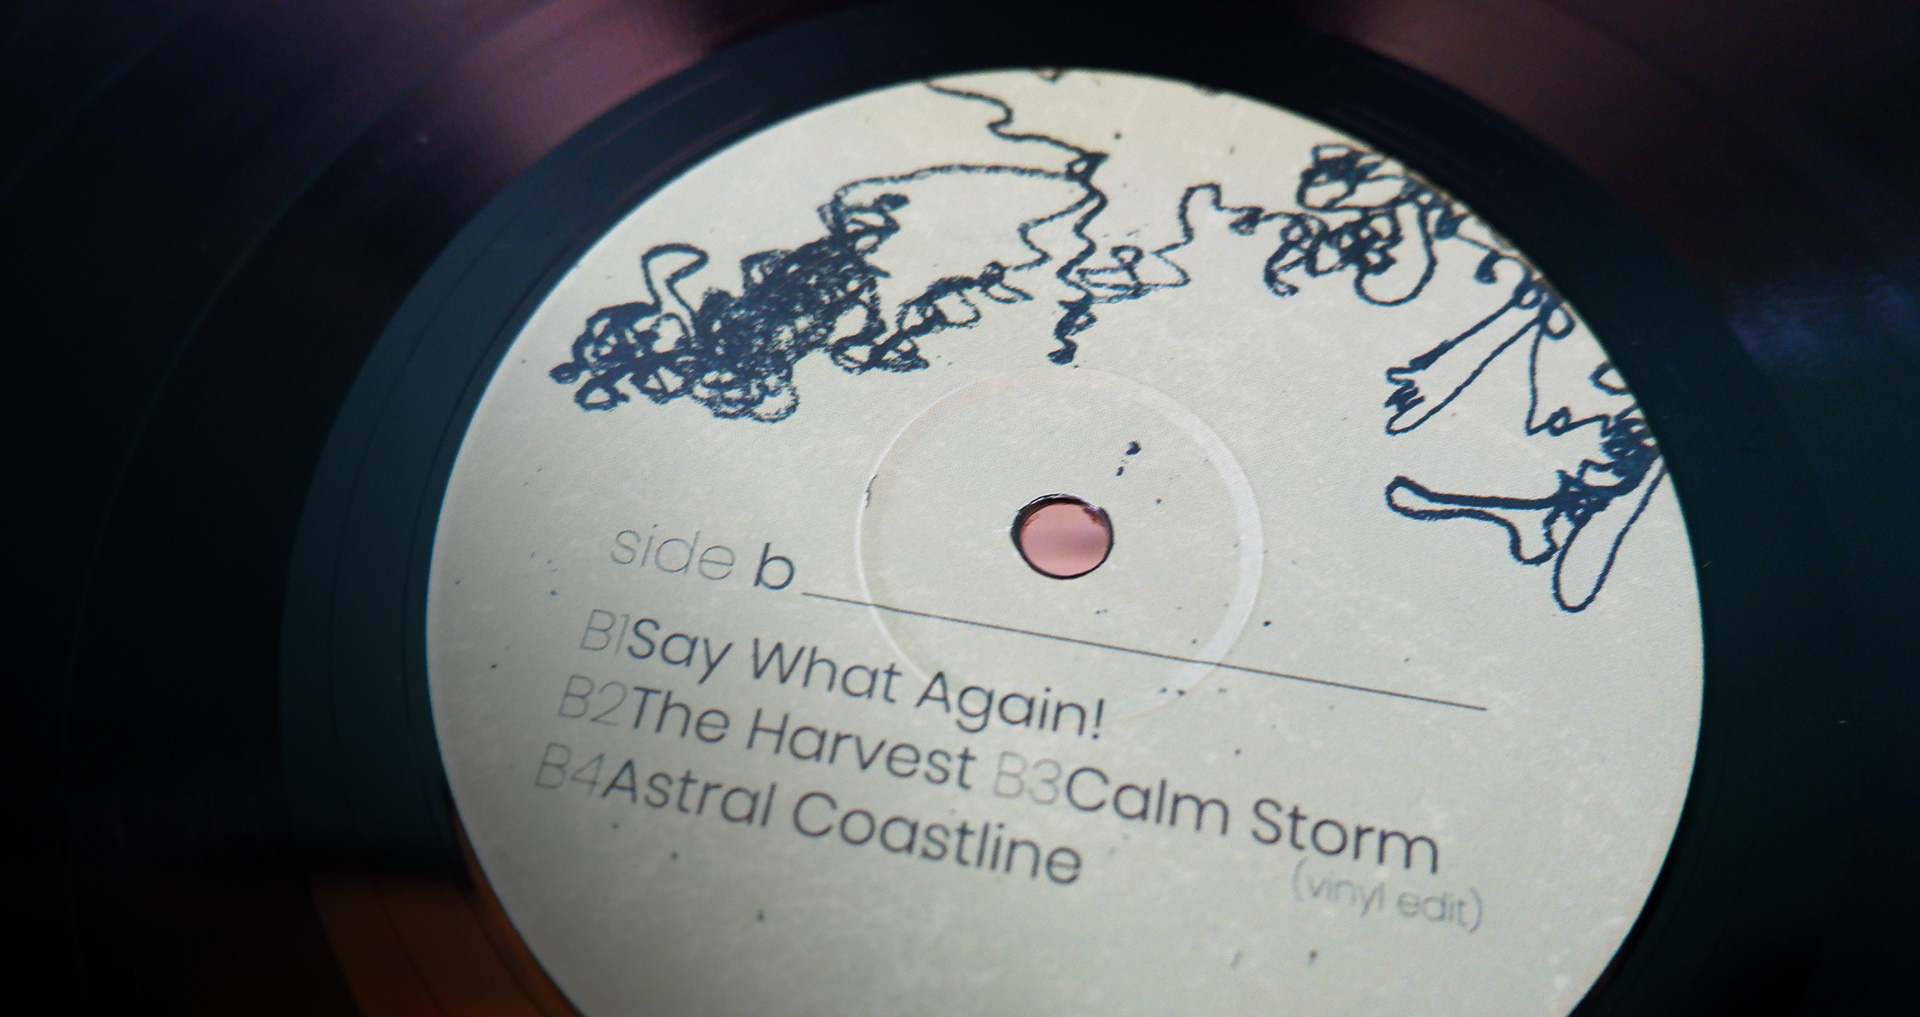 side b
B1Say What Again!
B2The Harvest B3Calm Storm
(vinyl edit)
B4Astral Coastline